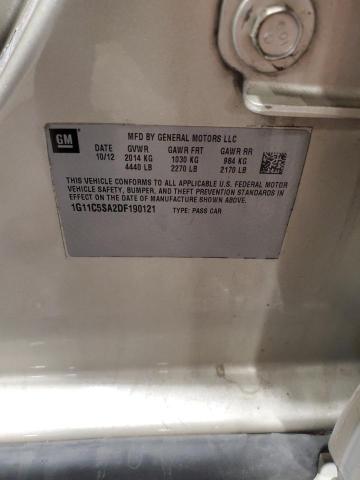 GM
MFD BY GENERAL MOTORS LLC
DATE GVWR GAWR FRT GAWR RR
10/12 2014 KG 1030 KG 984 KG
4440 LB 2270 LB 2170 LB
THIS VEHICLE CONFORMS TO ALL APPLICABLE U.S. FEDERAL MOTOR
VEHICLE SAFETY, BUMPER, AND THEFT PREVENTION STANDARDS IN
EFFECT ON THE DATE OF MANUFACTURE SHOWN ABOVE.
1G11C5SA2DF190121 TYPE: PASS CAR